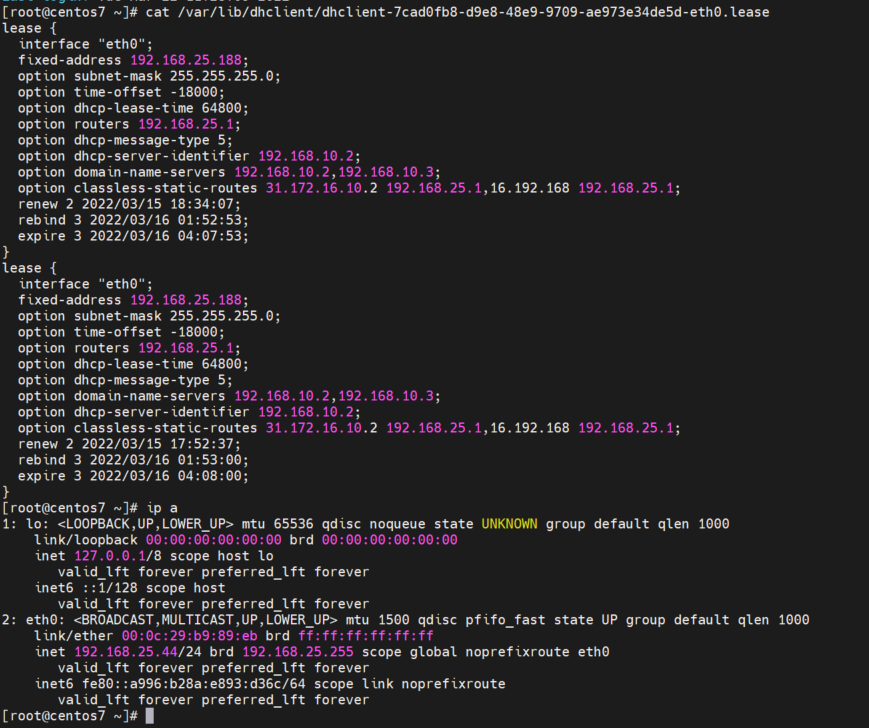 [root@centos7 ~]# cat /var/lib/dhclient/dhclient-7cad0fb8-d9e8-48e9-9709-ae973e34de5d-eth0.lease
lease {
  interface "eth0";
  fixed-address 192.168.25.188;
  option subnet-mask 255.255.255.0;
  option time-offset -18000;
  option dhcp-lease-time 64800;
  option routers 192.168.25.1;
  option dhcp-message-type 5;
  option dhcp-server-identifier 192.168.10.2;
  option domain-name-servers 192.168.10.2,192.168.10.3;
  option classless-static-routes 31.172.16.10.2 192.168.25.1,16.192.168 192.168.25.1;
  renew 2 2022/03/15 18:34:07;
  rebind 3 2022/03/16 01:52:53;
  expire 3 2022/03/16 04:07:53;
}
lease {
  interface "eth0";
  fixed-address 192.168.25.188;
  option subnet-mask 255.255.255.0;
  option time-offset -18000;
  option routers 192.168.25.1;
  option dhcp-lease-time 64800;
  option dhcp-message-type 5;
  option domain-name-servers 192.168.10.2,192.168.10.3;
  option dhcp-server-identifier 192.168.10.2;
  option classless-static-routes 31.172.16.10.2 192.168.25.1,16.192.168 192.168.25.1;
  renew 2 2022/03/15 17:52:37;
  rebind 3 2022/03/16 01:53:00;
  expire 3 2022/03/16 04:08:00;
}
[root@centos7 ~]# ip a
1: lo: <LOOPBACK,UP,LOWER_UP> mtu 65536 qdisc noqueue state UNKNOWN group default qlen 1000
    link/loopback 00:00:00:00:00:00 brd 00:00:00:00:00:00
    inet 127.0.0.1/8 scope host lo
       valid_lft forever preferred_lft forever
    inet6 ::1/128 scope host
       valid_lft forever preferred_lft forever
2: eth0: <BROADCAST,MULTICAST,UP,LOWER_UP> mtu 1500 qdisc pfifo_fast state UP group default qlen 1000
    link/ether 00:0c:29:b9:89:eb brd ff:ff:ff:ff:ff:ff
    inet 192.168.25.44/24 brd 192.168.25.255 scope global noprefixroute eth0
       valid_lft forever preferred_lft forever
    inet6 fe80::a996:b28a:e893:d36c/64 scope link noprefixroute
       valid_lft forever preferred_lft forever
[root@centos7 ~]#